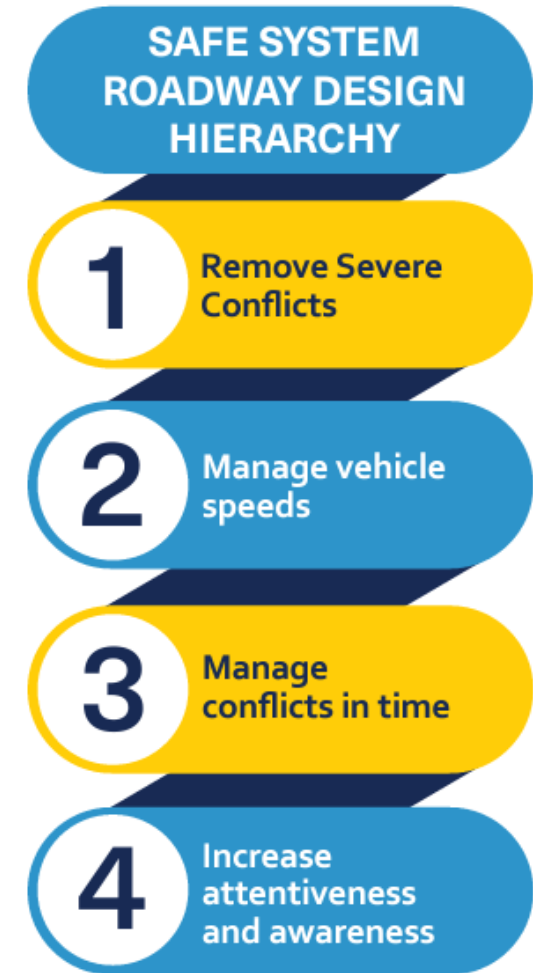 SAFE SYSTEM
ROADWAY DESIGN
HIERARCHY
1
Remove Severe
Conflicts
2
Manage vehicle
speeds
3
Manage
conflicts in time
4
Increase
attentiveness
and awareness